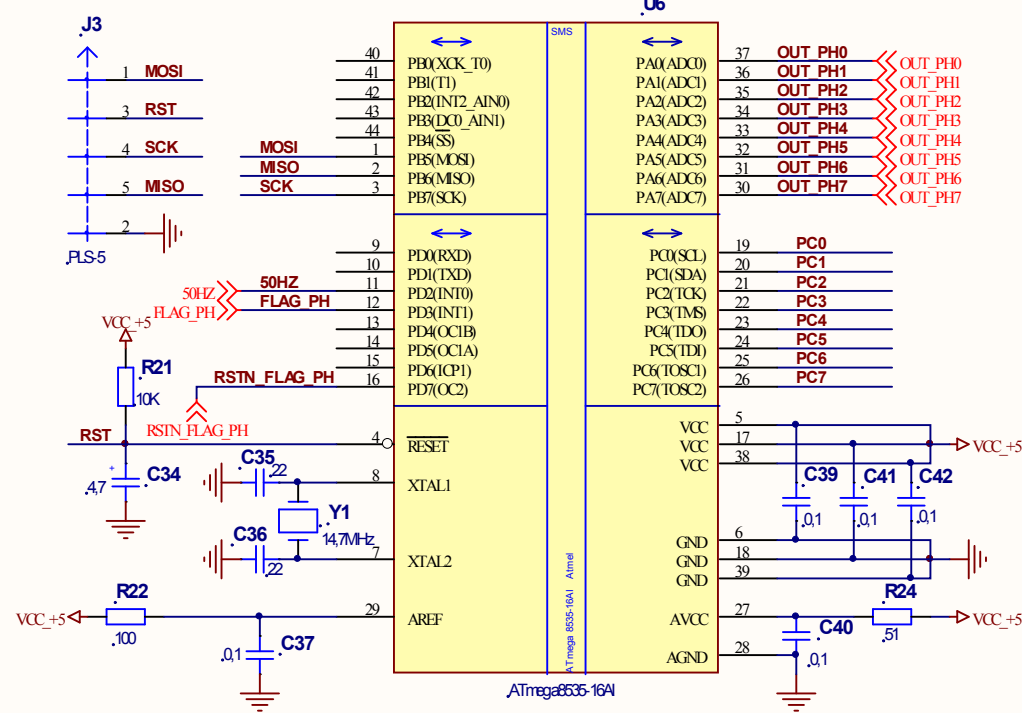 U6
J3
SMS
1 MOSI
3 RST
4 SCK
5 MISO
2
.PLS-5
40 PB0(XCK_T0)
41 PB1(T1)
42 PB2(INT2_AIN0)
43 PB3(DC0_AIN1)
44 PB4(SS)
MOSI 1 PB5(MOSI)
MISO 2 PB6(MISO)
SCK 3 PB7(SCK)
PA0(ADC0) 37 OUT_PH0 OUT_PH0
PA1(ADC1) 36 OUT_PH1 OUT_PH1
PA2(ADC2) 35 OUT_PH2 OUT_PH2
PA3(ADC3) 34 OUT_PH3 OUT_PH3
PA4(ADC4) 33 OUT_PH4 OUT_PH4
PA5(ADC5) 32 OUT_PH5 OUT_PH5
PA6(ADC6) 31 OUT_PH6 OUT_PH6
PA7(ADC7) 30 OUT_PH7 OUT_PH7
9 PD0(RXD)
10 PD1(TXD)
50HZ 50HZ 11 PD2(INT0)
FLAG_PH FLAG_PH 12 PD3(INT1)
13 PD4(OC1B)
14 PD5(OC1A)
15 PD6(ICP1)
RSTN_FLAG_PH 16 PD7(OC2)
RSTN_FLAG_PH
PC0(SCL) 19 PC0
PC1(SDA) 20 PC1
PC2(TCK) 21 PC2
PC3(TMS) 22 PC3
PC4(TDO) 23 PC4
PC5(TDI) 24 PC5
PC6(TOSC1) 25 PC6
PC7(TOSC2) 26 PC7
VCC_+5
R21
.10K
RST 4 RESET
C34
.4,7
C35
.22
8 XTAL1
Y1
14,7MHz
C36
.22
7 XTAL2
VCC_+5 R22
.100
29 AREF
C37
.0,1
VCC 5
VCC 17 VCC_+5
VCC 38
C39 C41 C42
.0,1 .0,1 .0,1
GND 6
GND 18
GND 39
AVCC 27 R24 VCC_+5
.51
C40
.0,1
AGND 28
ATmega 8535-16AI Atmel
.ATmega8535-16AI